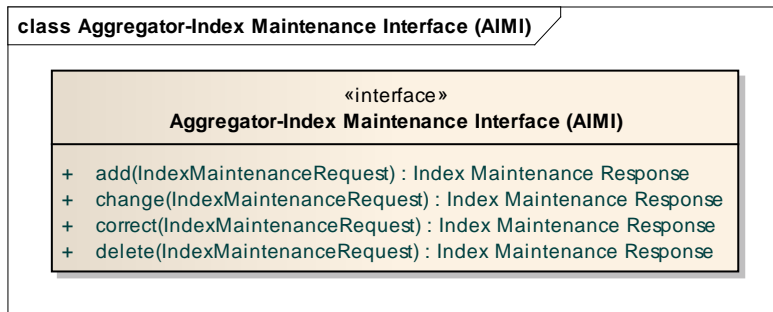 class Aggregator-Index Maintenance Interface (AIMI)
«interface»
Aggregator-Index Maintenance Interface (AIMI)
+ add(IndexMaintenanceRequest) : Index Maintenance Response
+ change(IndexMaintenanceRequest) : Index Maintenance Response
+ correct(IndexMaintenanceRequest) : Index Maintenance Response
+ delete(IndexMaintenanceRequest) : Index Maintenance Response